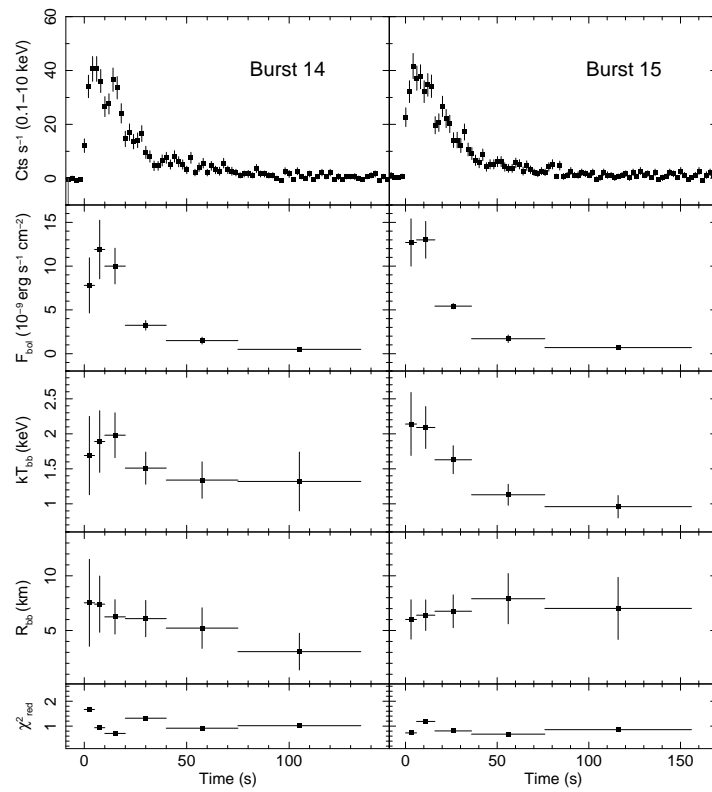 Burst 14
Burst 15
Cts s⁻¹ (0.1−10 keV)
0 20 40 60
F_bol (10⁻⁹ erg s⁻¹ cm⁻²)
0 5 10 15
kT_bb (keV)
1 1.5 2 2.5
R_bb (km)
5 10
χ²_red
1 2
0 50 100
0 50 100 150
Time (s)
Time (s)